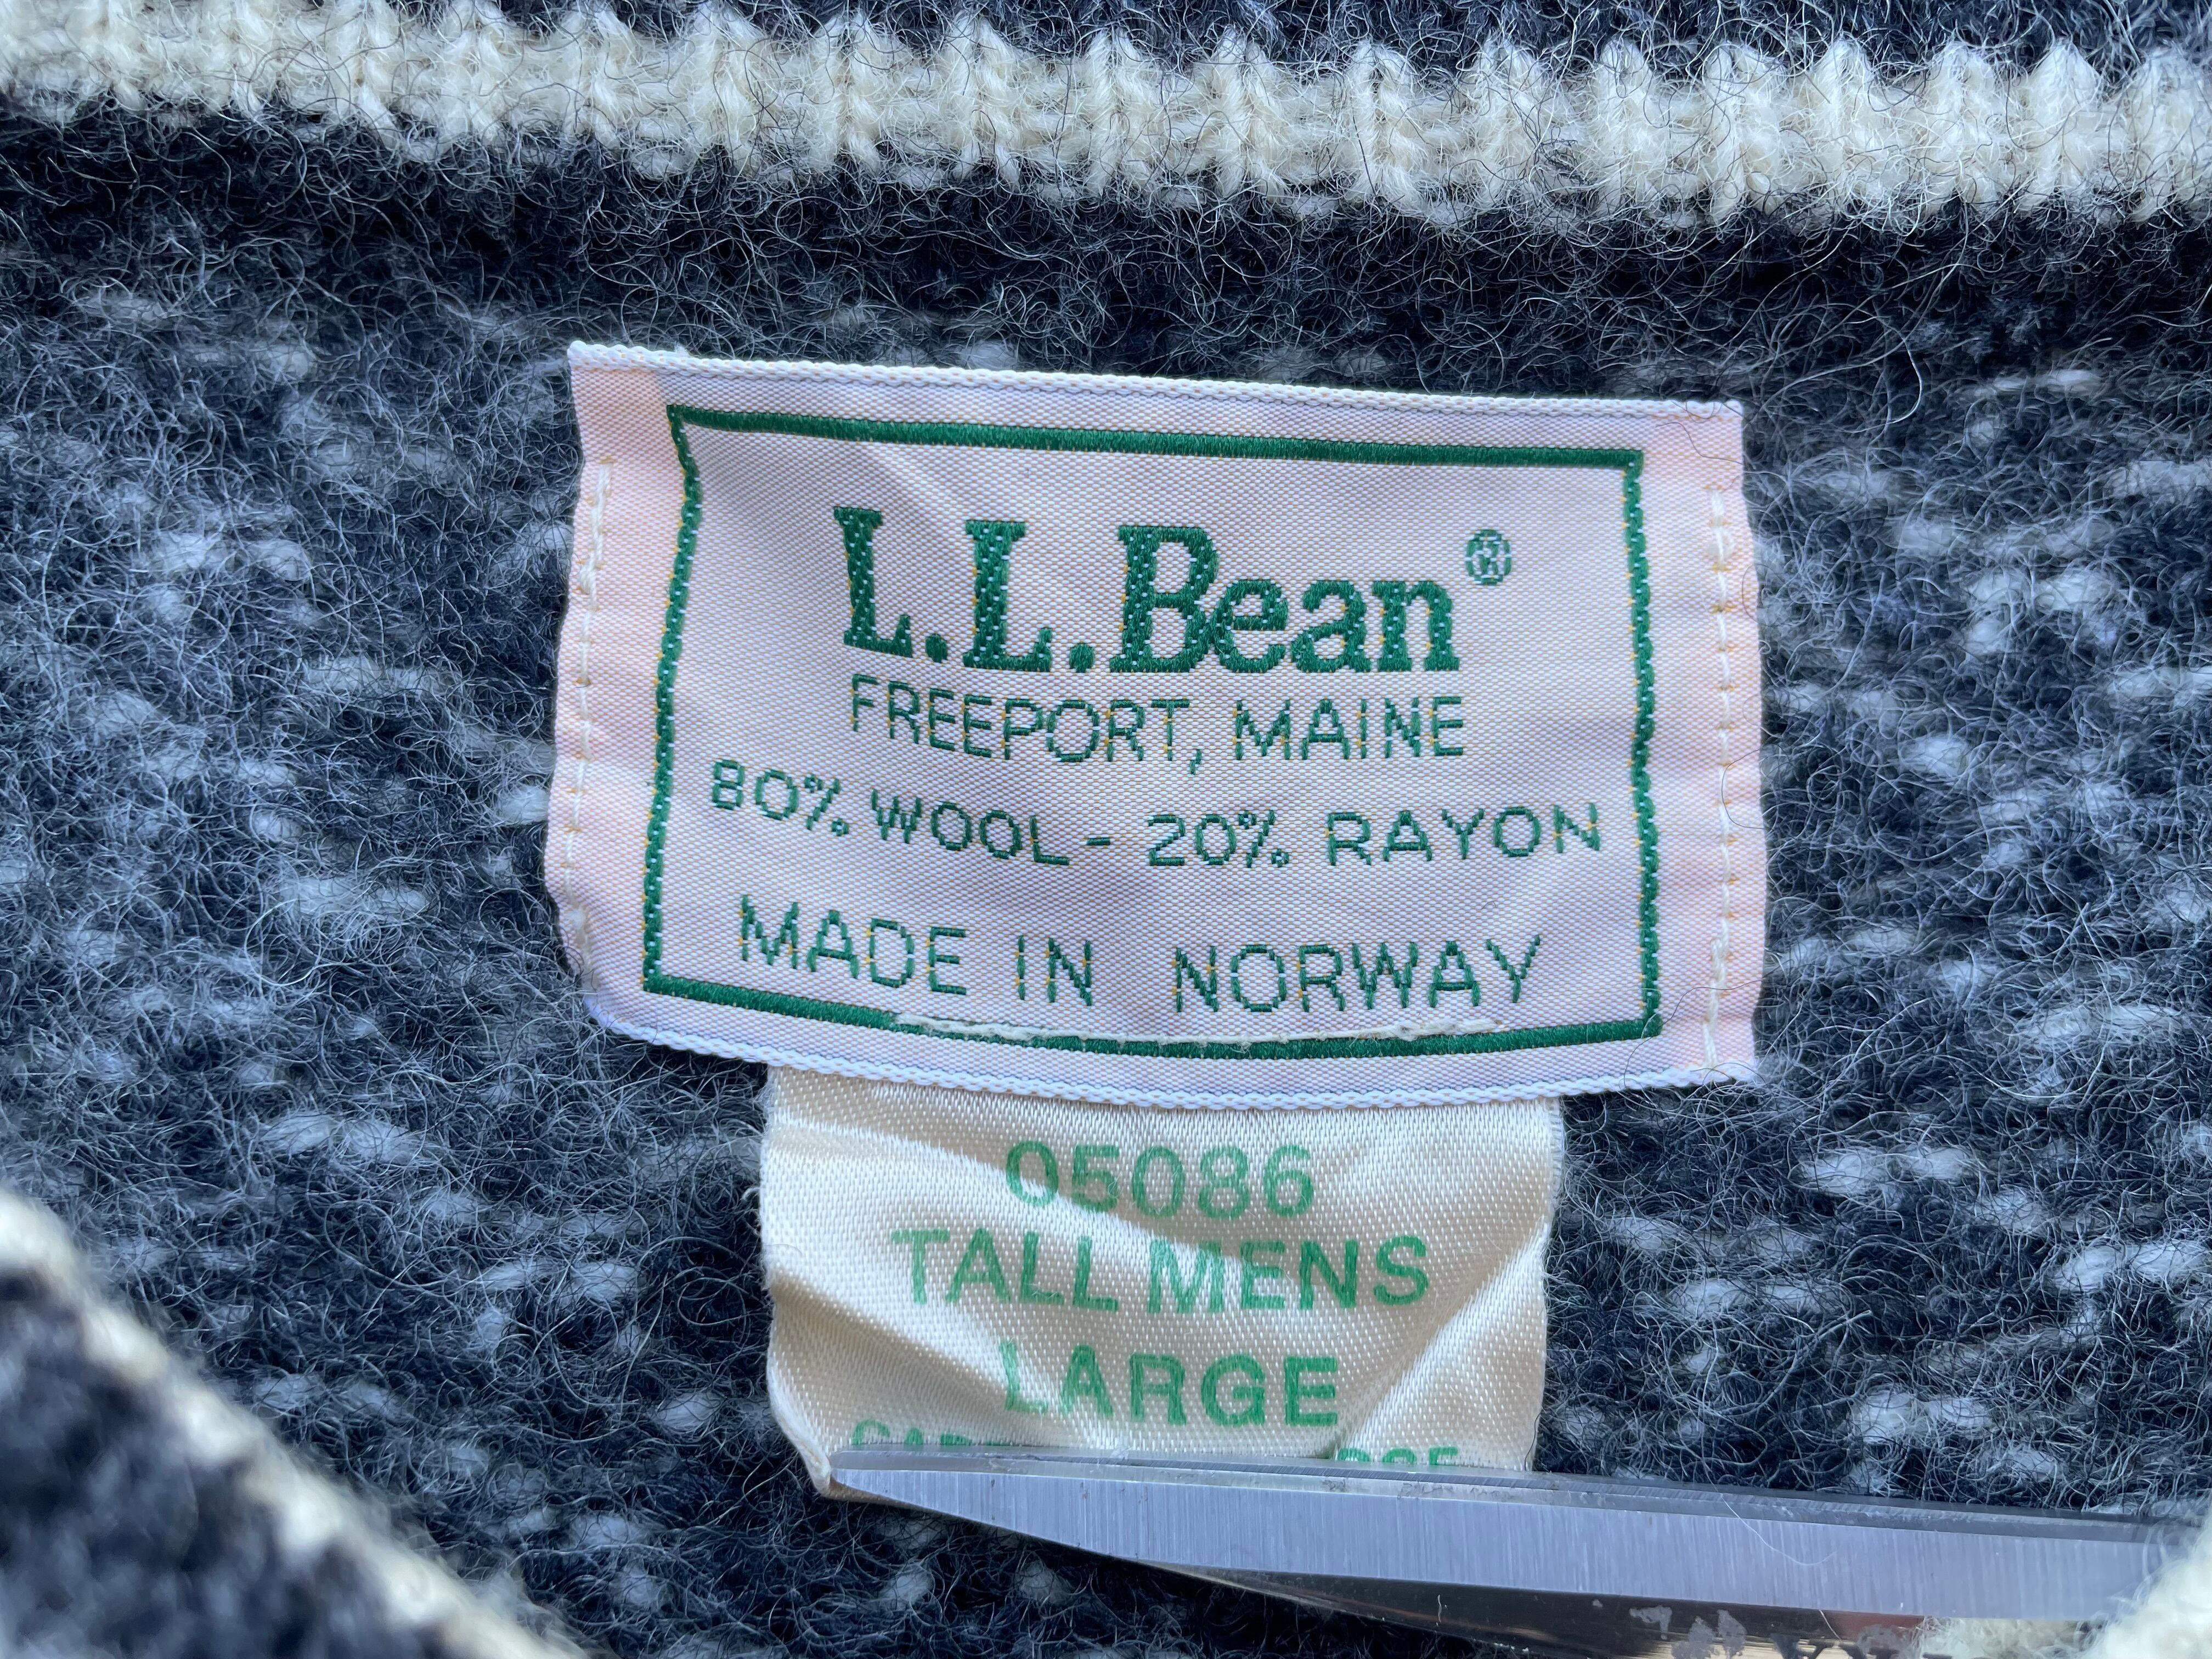 L.L.Bean®
FREEPORT, MAINE
80% WOOL - 20% RAYON
MADE IN NORWAY
05086
TALL MENS
LARGE